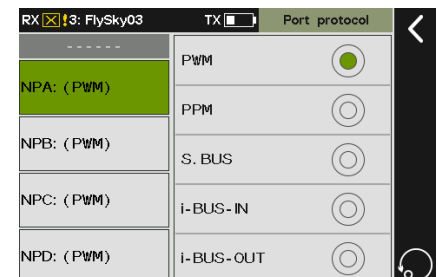 RX !3: FlySky03
TX
Port protocol
------
NPA: (PWM)
NPB: (PWM)
NPC: (PWM)
NPD: (PWM)
PWM
PPM
S.BUS
i-BUS-IN
i-BUS-OUT